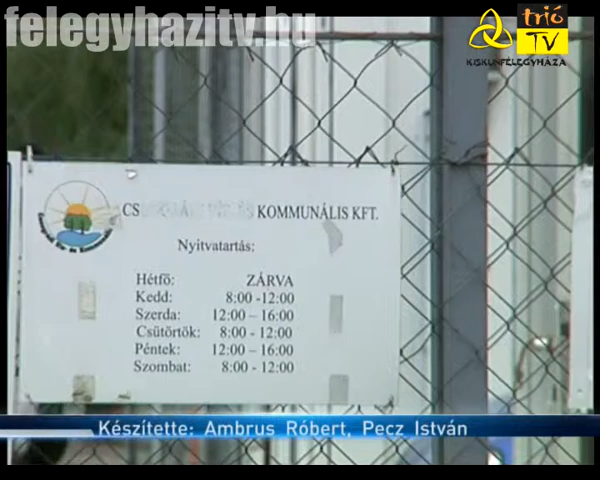 felegyhazitv.hu
trió
TV
KISKUNFÉLEGYHÁZA
CS KOMMUNÁLIS KFT.
Nyitvatartás:
Hétfő: ZÁRVA
Kedd: 8:00 -12:00
Szerda: 12:00 – 16:00
Csütörtök: 8:00 - 12:00
Péntek: 12:00 – 16:00
Szombat: 8:00 - 12:00
Készítette: Ambrus Róbert, Pecz István